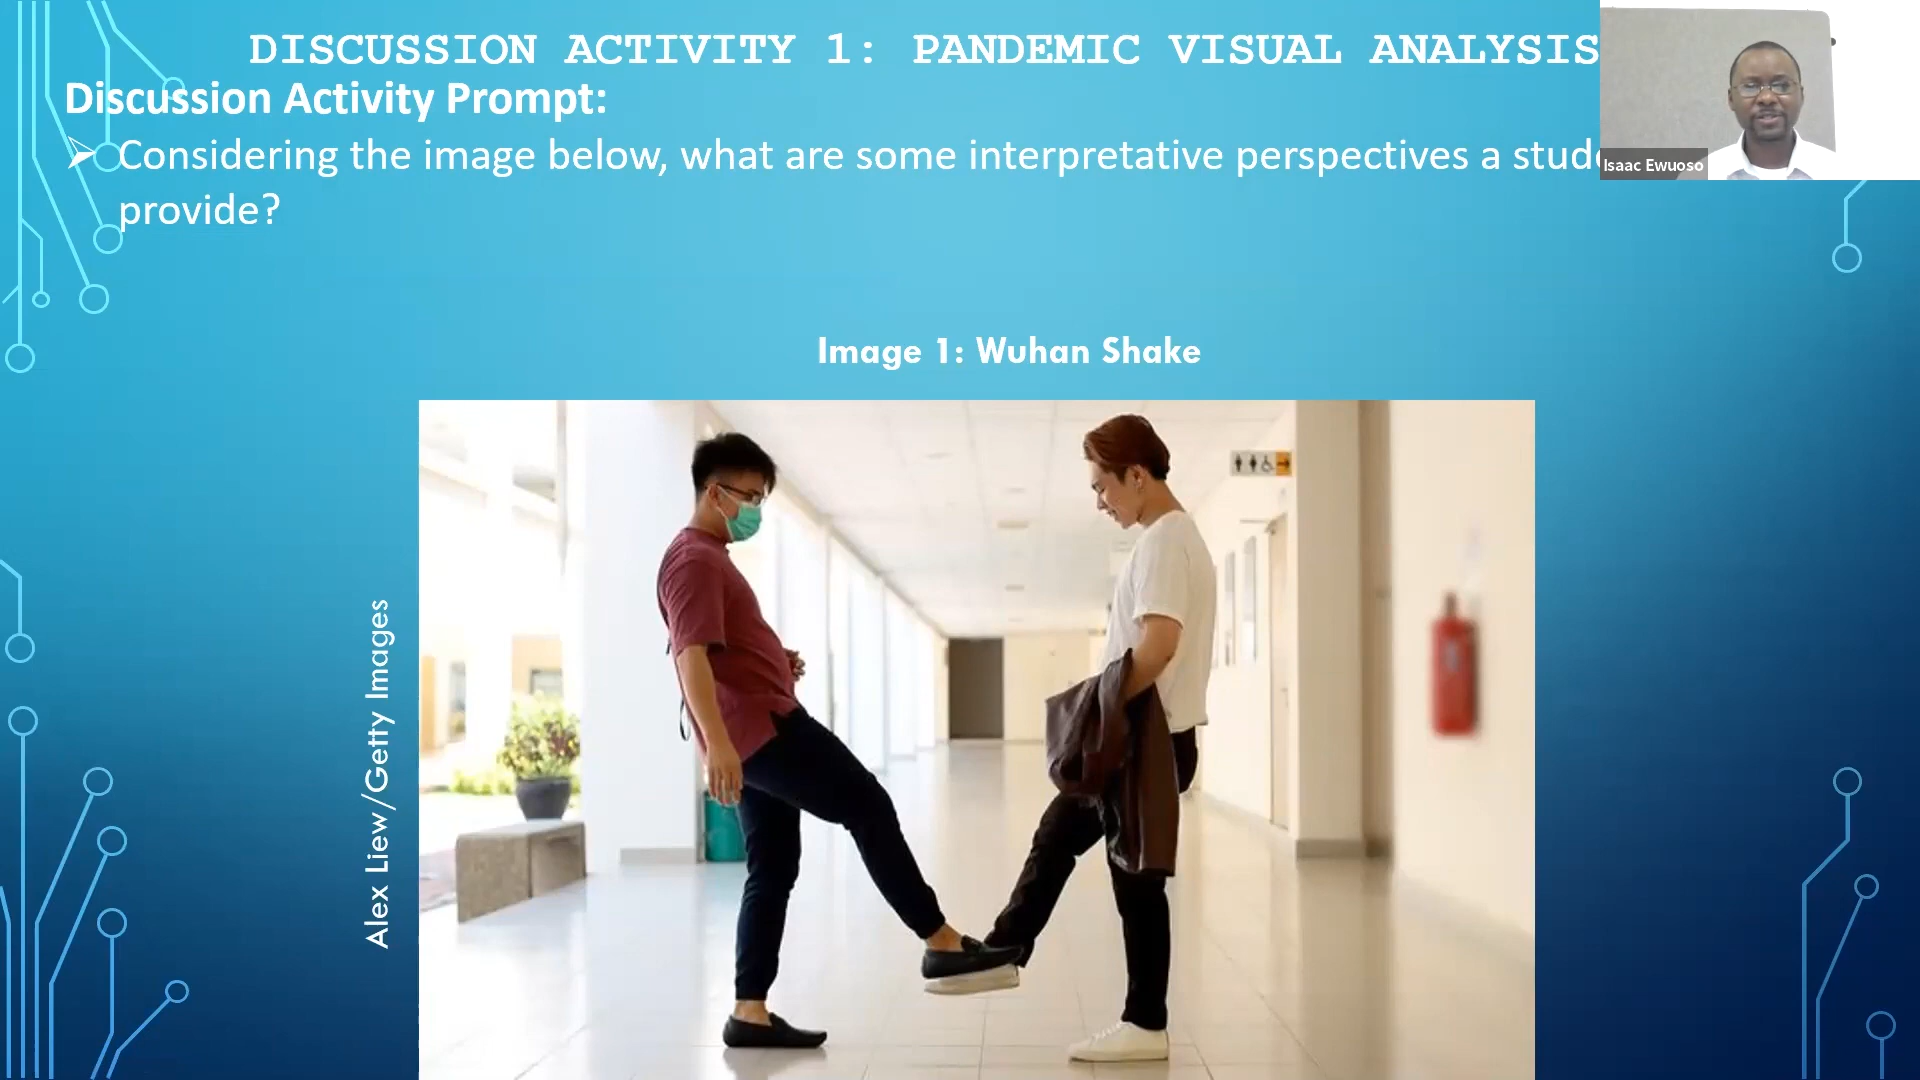 DISCUSSION ACTIVITY 1: PANDEMIC VISUAL ANALYSIS
Discussion Activity Prompt:
Considering the image below, what are some interpretative perspectives a
provide?
Isaac Ewuoso
Image 1: Wuhan Shake
Alex Liew/Getty Images